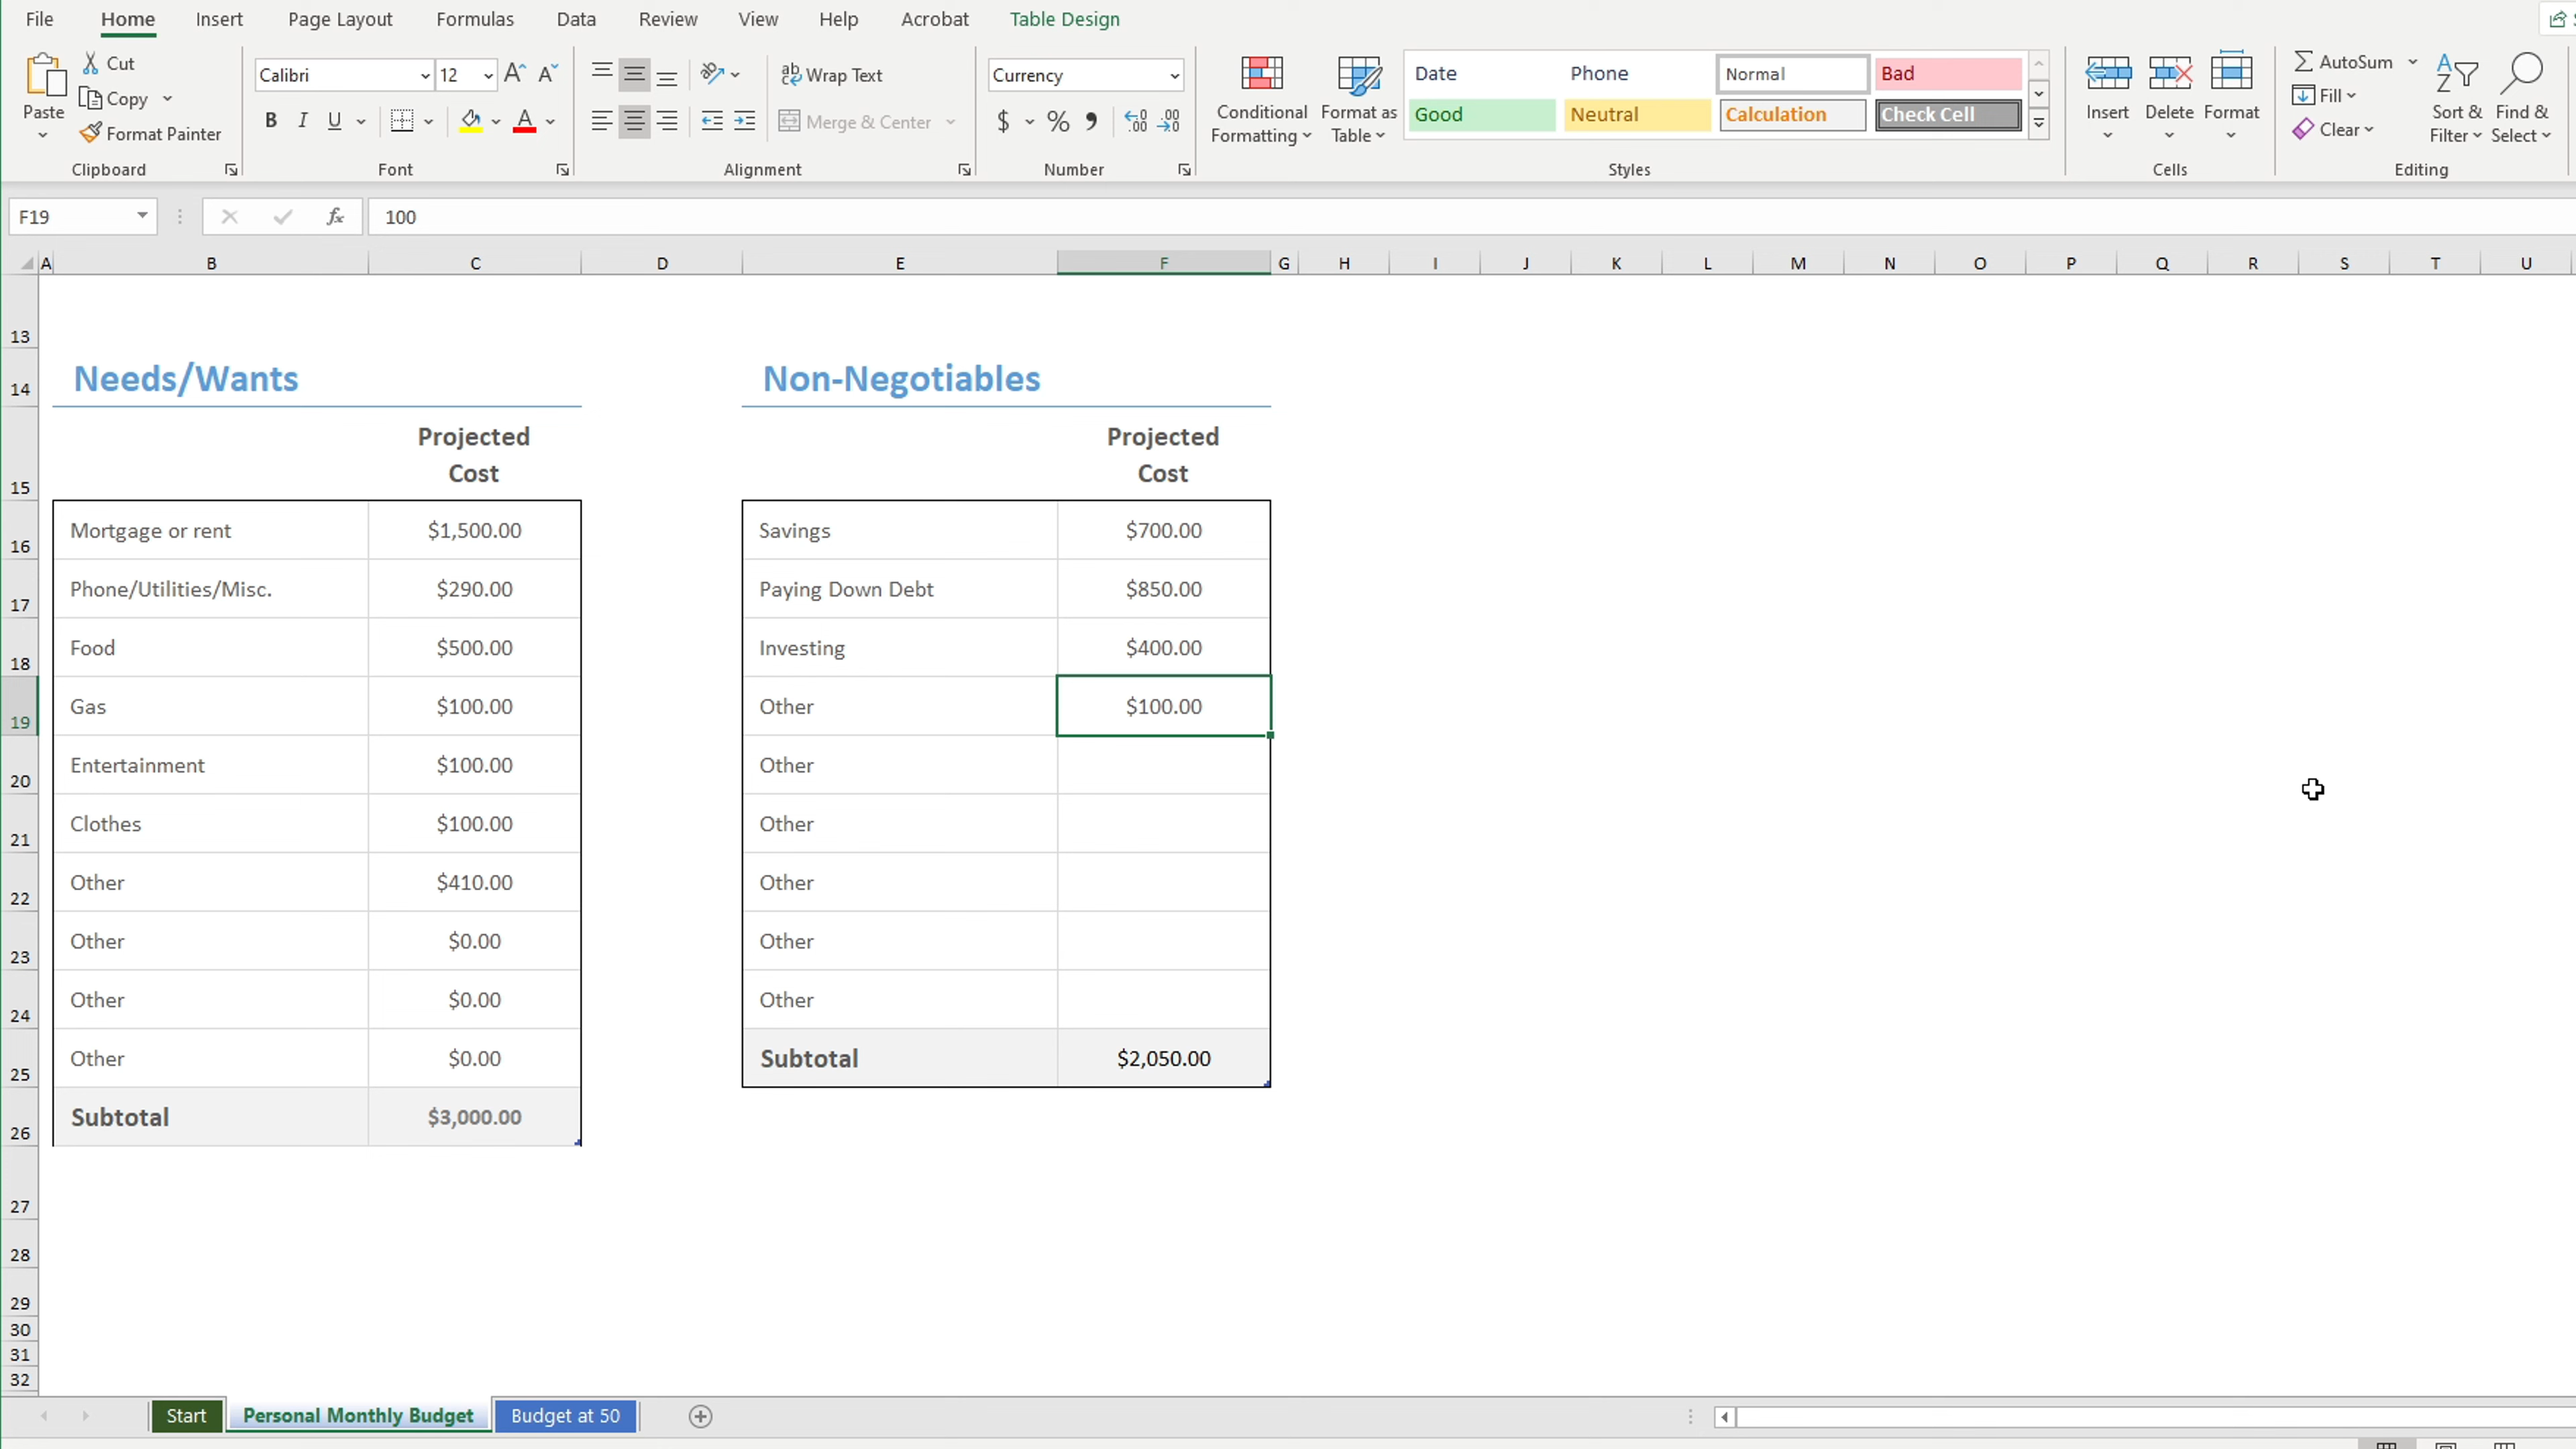 File Home Insert Page Layout Formulas Data Review View Help Acrobat Table Design
Paste
Cut
Copy
Format Painter
Clipboard
Calibri 12
B I U A
Font
Wrap Text
Merge & Center
Alignment
Currency
$ % 9
Number
Conditional Formatting
Format as Table
Date Phone Normal Bad
Good Neutral Calculation Check Cell
Styles
Insert Delete Format
Cells
AutoSum
Fill
Clear
Sort & Filter
Find & Select
Editing
F19 fx 100
A B C D E F G H I J K L M N O P Q R S T U
13
14 Needs/Wants Non-Negotiables
Projected Projected
15 Cost Cost
16 Mortgage or rent $1,500.00 Savings $700.00
17 Phone/Utilities/Misc. $290.00 Paying Down Debt $850.00
18 Food $500.00 Investing $400.00
19 Gas $100.00 Other $100.00
20 Entertainment $100.00 Other
21 Clothes $100.00 Other
22 Other $410.00 Other
23 Other $0.00 Other
24 Other $0.00 Other
25 Other $0.00 Subtotal $2,050.00
26 Subtotal $3,000.00
27
28
29
30
31
32
Start Personal Monthly Budget Budget at 50